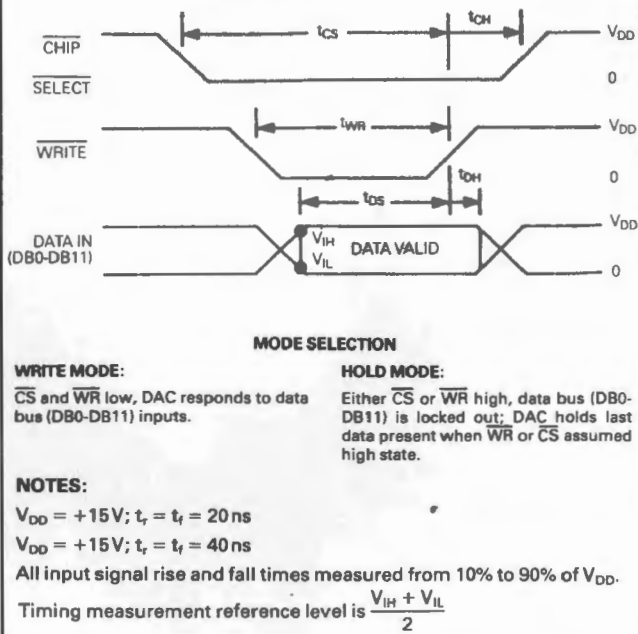 tCS
tCH
VDD
CHIP
SELECT
0
tWR
VDD
WRITE
0
tDS
tDH
VDD
DATA IN
(DB0-DB11)
VIH
VIL
DATA VALID
0
MODE SELECTION
WRITE MODE:
CS and WR low, DAC responds to data
bus (DB0-DB11) inputs.
HOLD MODE:
Either CS or WR high, data bus (DB0-
DB11) is locked out; DAC holds last
data present when WR or CS assumed
high state.
NOTES:
VDD = +15V; tr = tf = 20ns
VDD = +15V; tr = tf = 40ns
All input signal rise and fall times measured from 10% to 90% of VDD.
Timing measurement reference level is (VIH + VIL) / 2